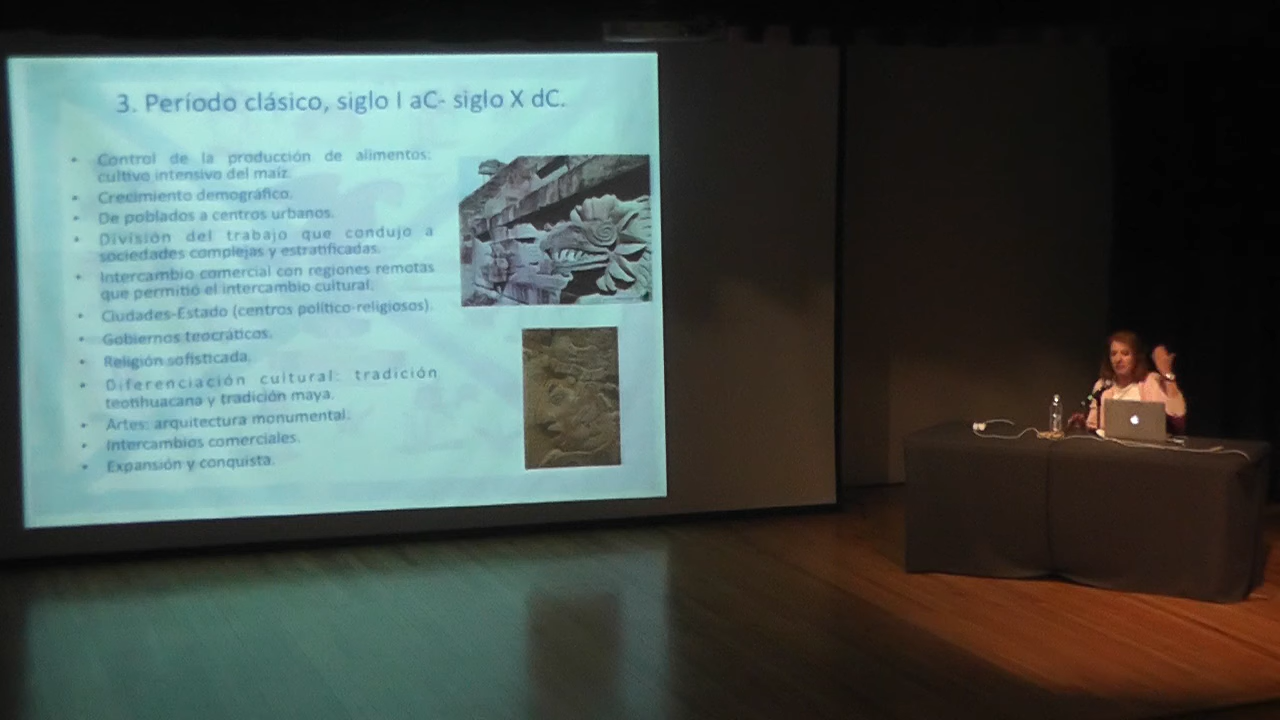 3. Período clásico, siglo I aC- siglo X dC.
• Control de la producción de alimentos:
cultivo intensivo del maíz.
• Crecimiento demográfico.
• De poblados a centros urbanos.
• División del trabajo que condujo a
sociedades complejas y estratificadas.
• Intercambio comercial con regiones remotas
que permitió el intercambio cultural.
• Ciudades-Estado (centros político-religiosos).
• Gobiernos teocráticos.
• Religión sofisticada.
• Diferenciación cultural: tradición
teotihuacana y tradición maya.
• Artes: arquitectura monumental.
• Intercambios comerciales.
• Expansión y conquista.